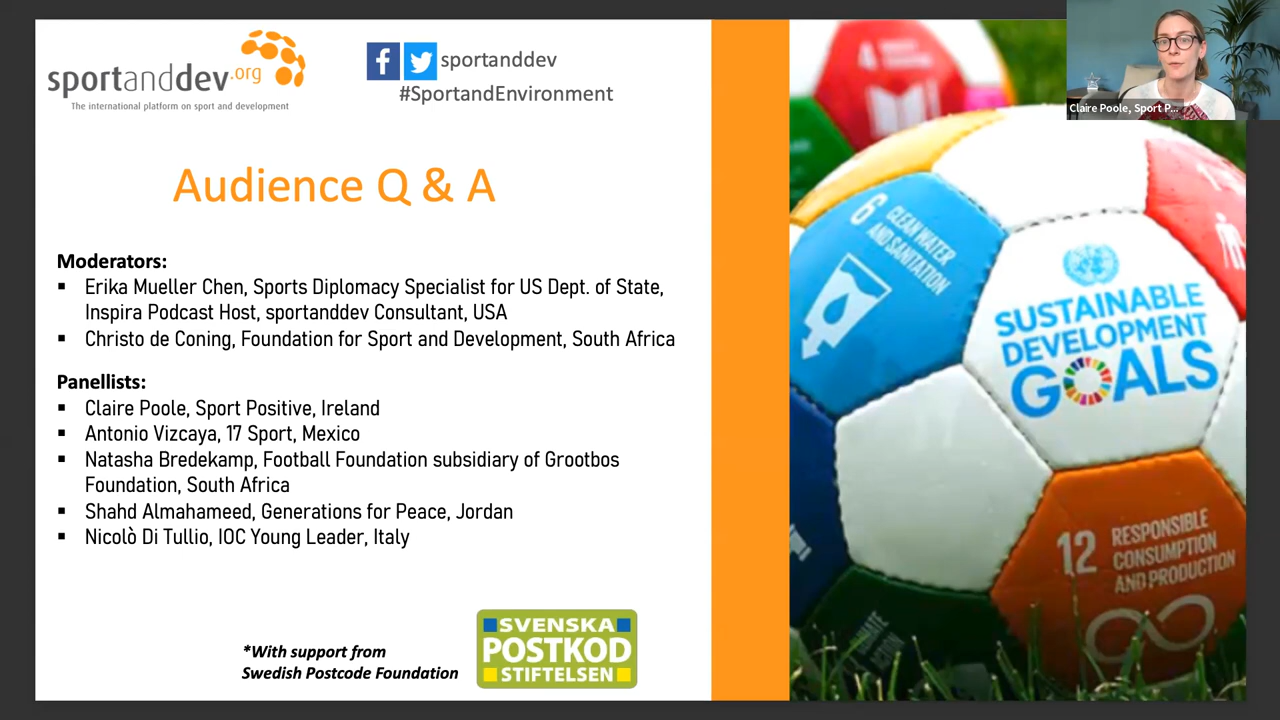 sportanddev.org
The international platform on sport and development
sportanddev
#SportandEnvironment
Claire Poole, Sport P...
Audience Q & A
Moderators:
▪ Erika Mueller Chen, Sports Diplomacy Specialist for US Dept. of State,
Inspira Podcast Host, sportanddev Consultant, USA
▪ Christo de Coning, Foundation for Sport and Development, South Africa
Panellists:
▪ Claire Poole, Sport Positive, Ireland
▪ Antonio Vizcaya, 17 Sport, Mexico
▪ Natasha Bredekamp, Football Foundation subsidiary of Grootbos
Foundation, South Africa
▪ Shahd Almahameed, Generations for Peace, Jordan
▪ Nicolò Di Tullio, IOC Young Leader, Italy
*With support from
Swedish Postcode Foundation
SVENSKA
POSTKOD
STIFTELSEN
4
6 CLEAN WATER
AND SANITATION
SUSTAINABLE
DEVELOPMENT
GOALS
12 RESPONSIBLE
CONSUMPTION
AND PRODUCTION